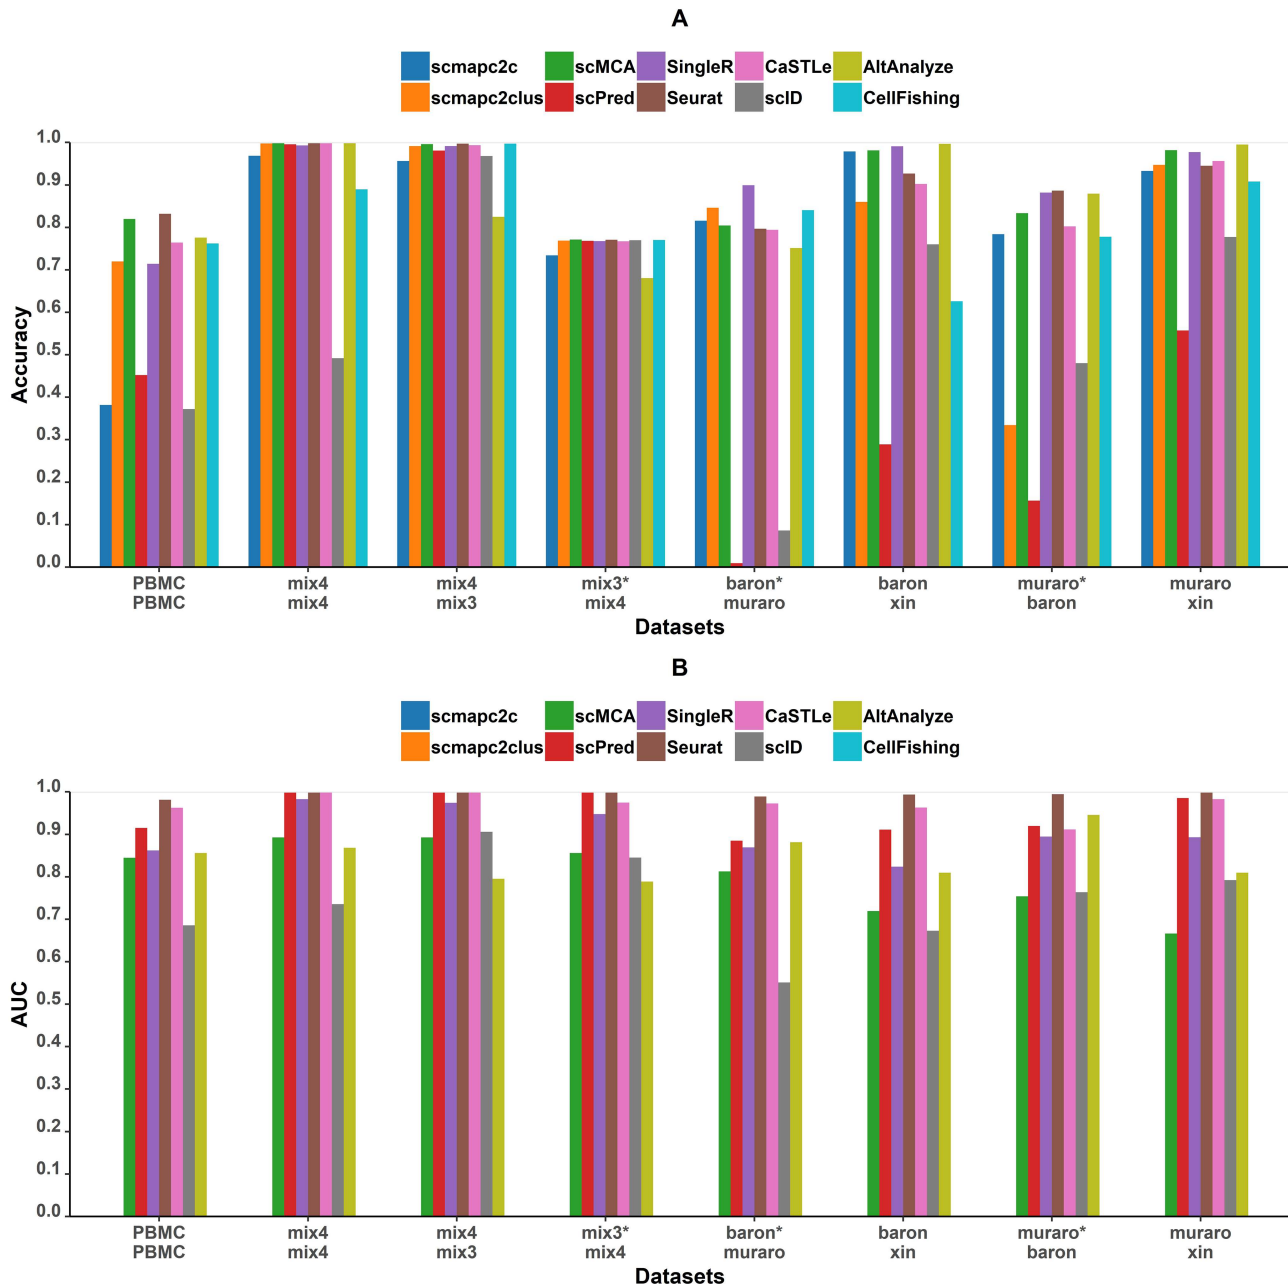 A
scmapc2c scMCA SingleR CaSTLe AltAnalyze
scmapc2clus scPred Seurat scID CellFishing
1.0
0.9
0.8
0.7
0.6
0.5
0.4
0.3
0.2
0.1
0.0
Accuracy
PBMC mix4 mix4 mix3* baron* baron muraro* muraro
PBMC mix4 mix3 mix4 muraro xin baron xin
Datasets
B
scmapc2c scMCA SingleR CaSTLe AltAnalyze
scmapc2clus scPred Seurat scID CellFishing
1.0
0.9
0.8
0.7
0.6
0.5
0.4
0.3
0.2
0.1
0.0
AUC
PBMC mix4 mix4 mix3* baron* baron muraro* muraro
PBMC mix4 mix3 mix4 muraro xin baron xin
Datasets